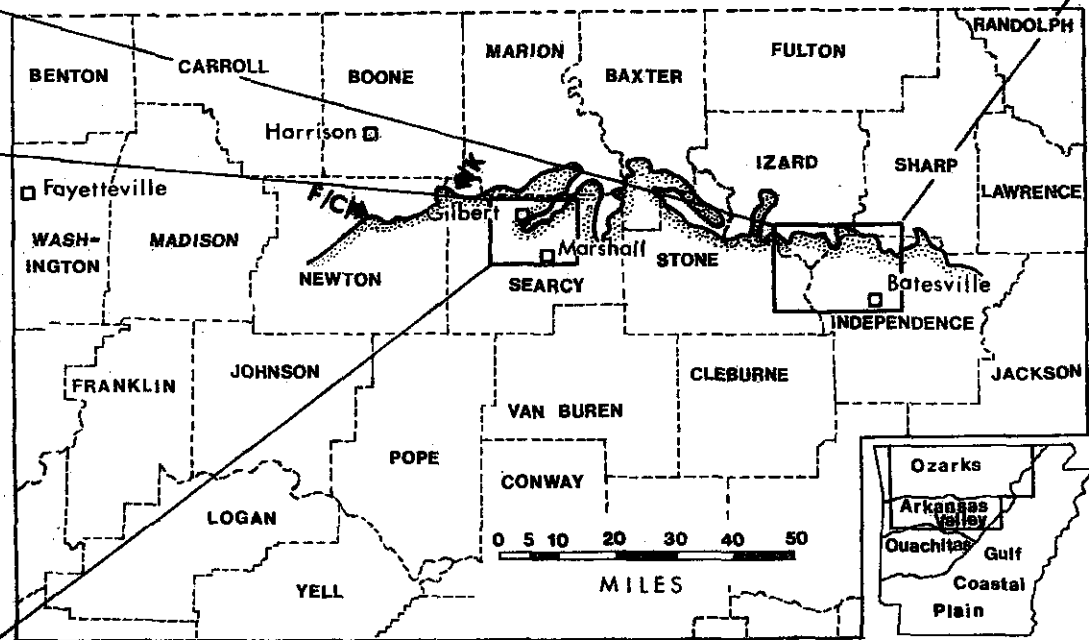 RANDOLPH
MARION
FULTON
BENTON
CARROLL
BOONE
BAXTER
Harrison
IZARD
SHARP
LAWRENCE
Fayetteville
F/CH
Gilbert
WASH-
INGTON
MADISON
Marshall
STONE
NEWTON
SEARCY
Batesville
INDEPENDENCE
FRANKLIN
JOHNSON
CLEBURNE
JACKSON
VAN BUREN
POPE
CONWAY
LOGAN
YELL
0 5 10 20 30 40 50
MILES
Ozarks
Arkansas
Valley
Ouachitas
Gulf
Coastal
Plain